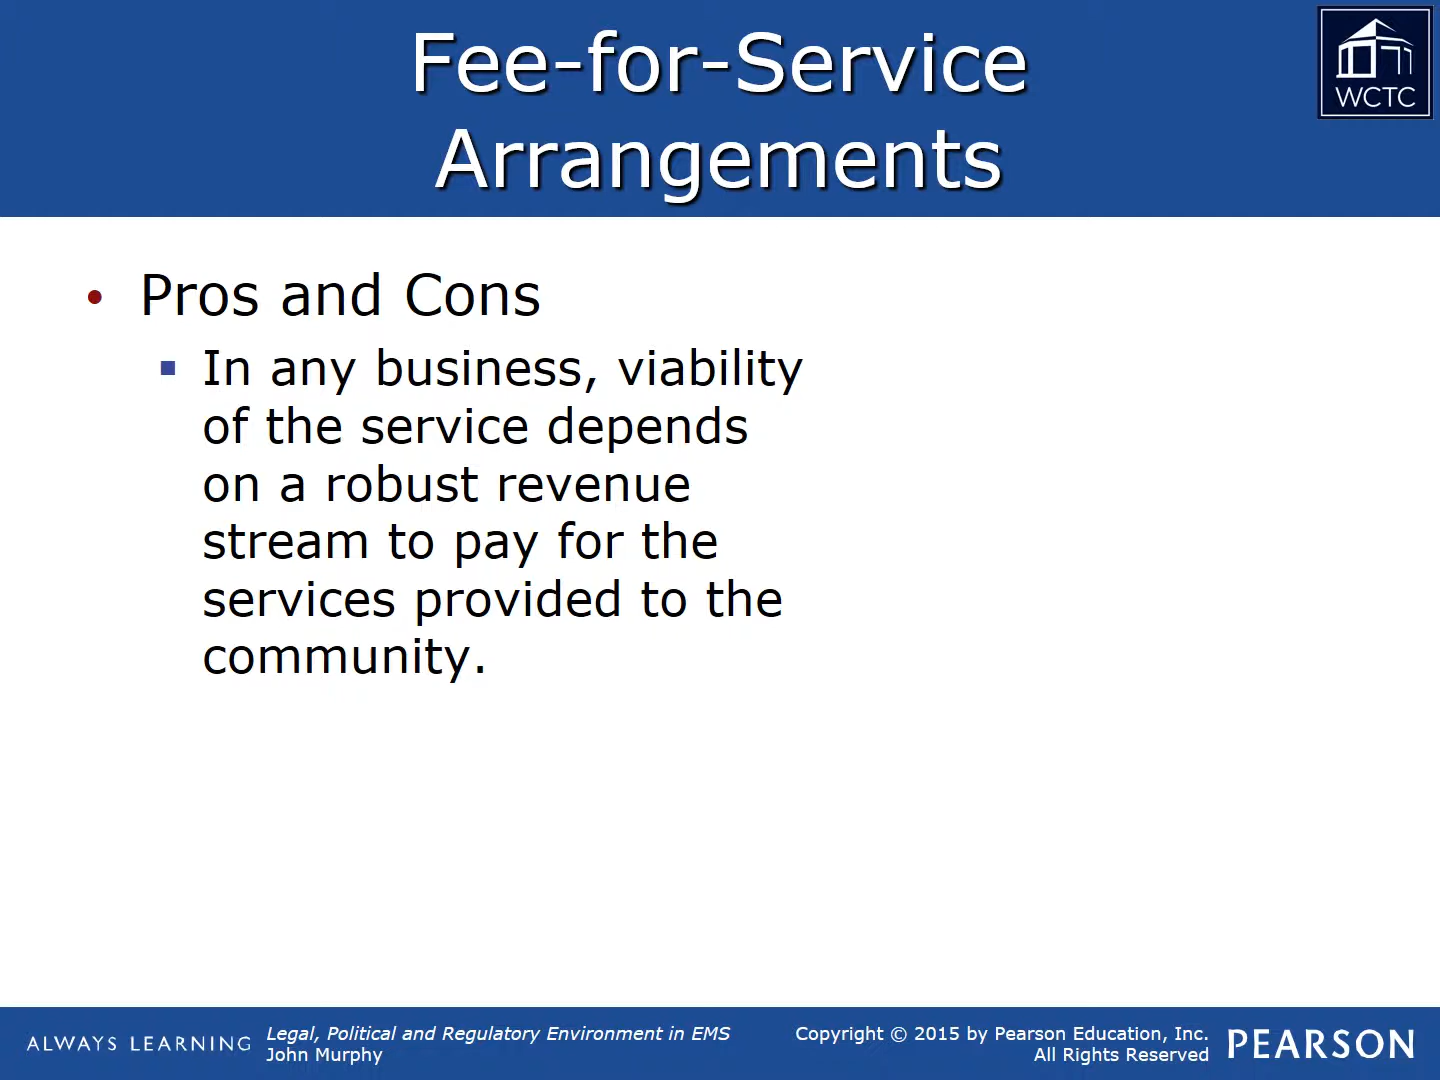 Fee-for-Service
Arrangements
WCTC
• Pros and Cons
▪ In any business, viability
of the service depends
on a robust revenue
stream to pay for the
services provided to the
community.
ALWAYS LEARNING
Legal, Political and Regulatory Environment in EMS
John Murphy
Copyright © 2015 by Pearson Education, Inc.
All Rights Reserved
PEARSON